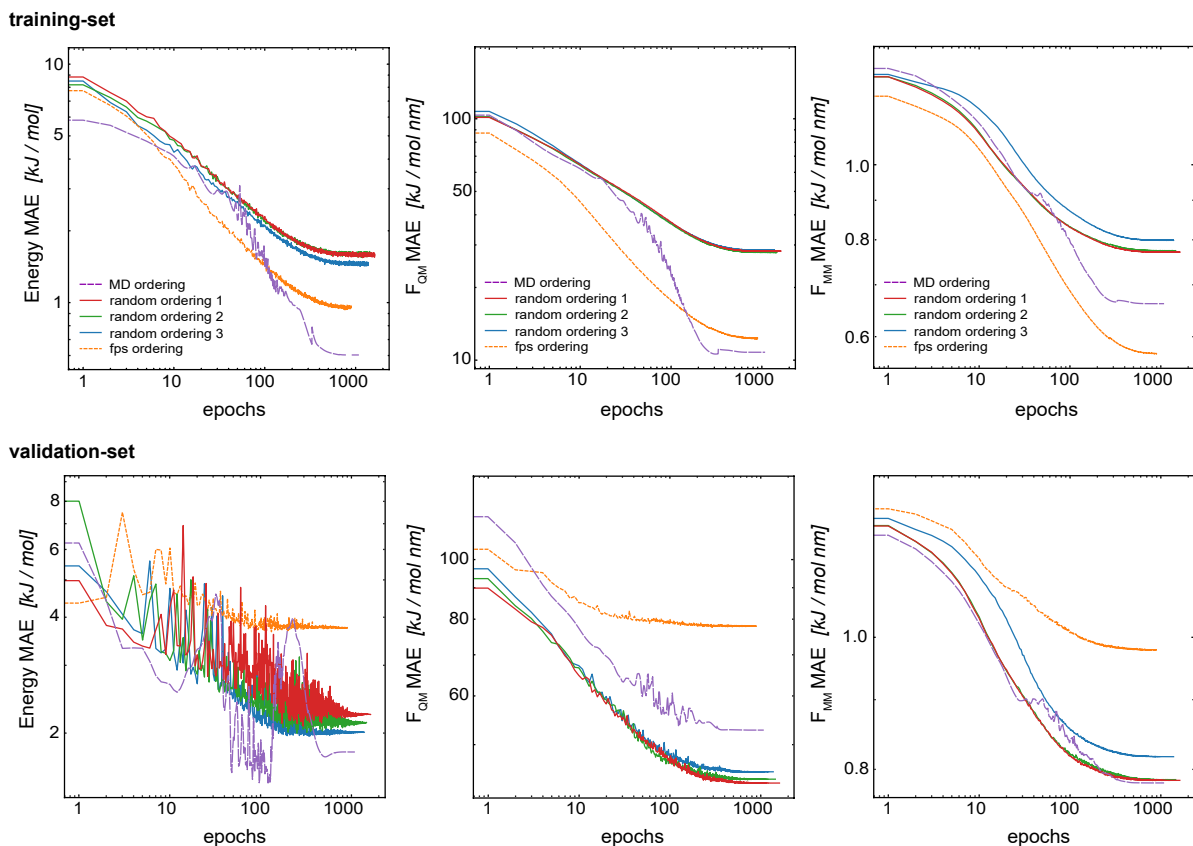 training-set
Energy MAE [kJ / mol]
10
5
1
MD ordering
random ordering 1
random ordering 2
random ordering 3
fps ordering
1 10 100 1000
epochs
F_QM MAE [kJ / mol nm]
100
50
10
MD ordering
random ordering 1
random ordering 2
random ordering 3
fps ordering
1 10 100 1000
epochs
F_MM MAE [kJ / mol nm]
1.0
0.8
0.6
MD ordering
random ordering 1
random ordering 2
random ordering 3
fps ordering
1 10 100 1000
epochs
validation-set
Energy MAE [kJ / mol]
8
6
4
2
1 10 100 1000
epochs
F_QM MAE [kJ / mol nm]
100
80
60
1 10 100 1000
epochs
F_MM MAE [kJ / mol nm]
1.0
0.8
1 10 100 1000
epochs